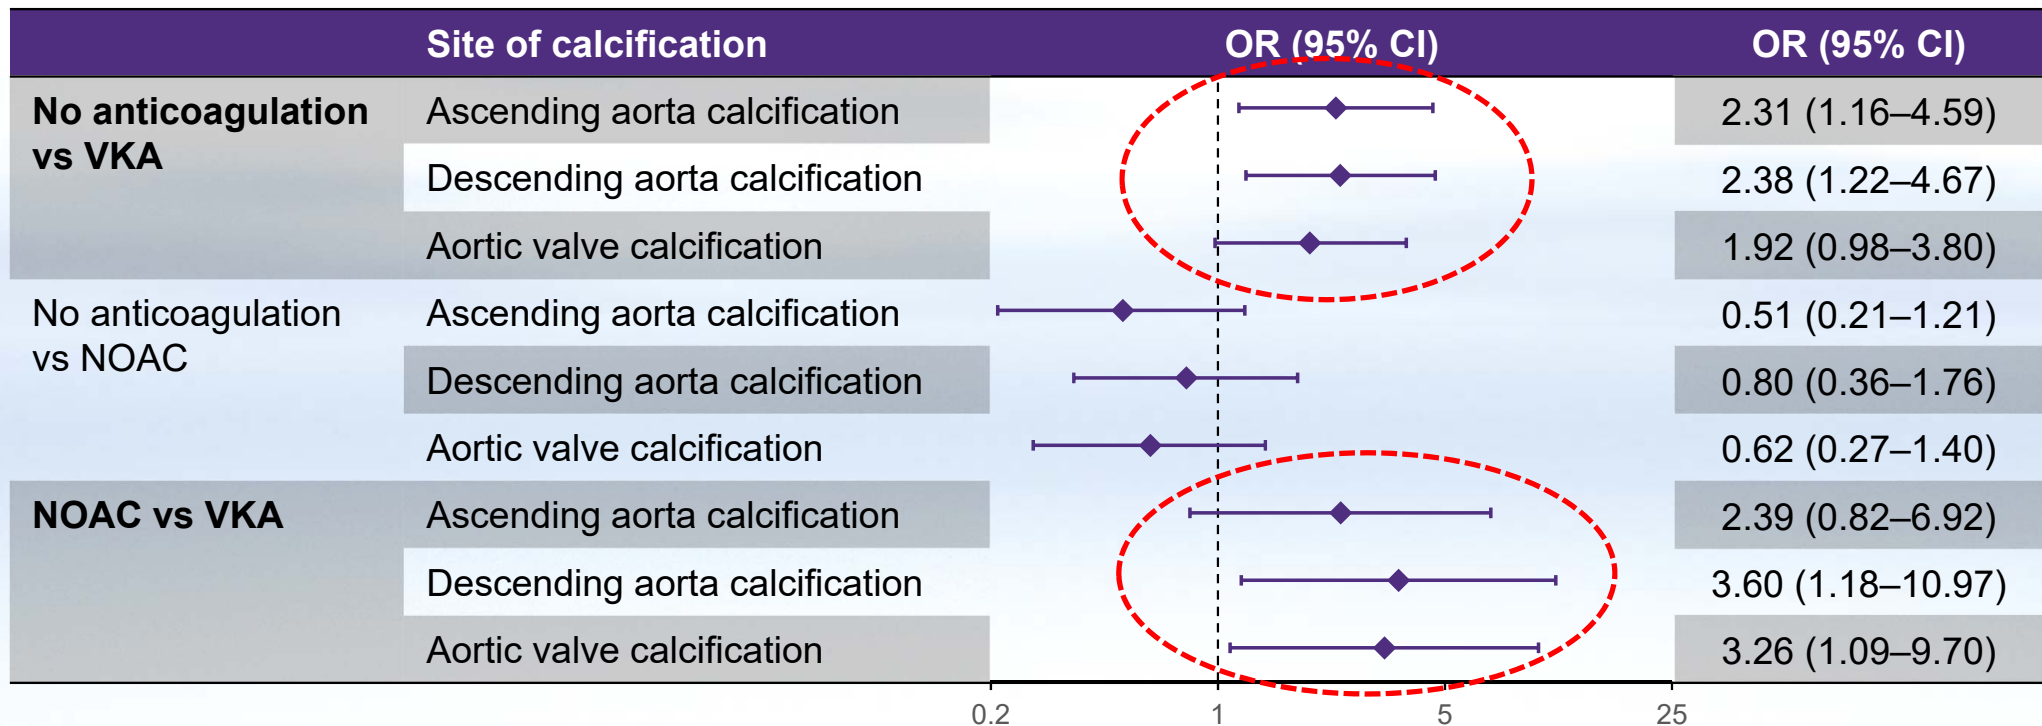 Site of calcification OR (95% CI) OR (95% CI)
No anticoagulation vs VKA Ascending aorta calcification 2.31 (1.16–4.59)
Descending aorta calcification 2.38 (1.22–4.67)
Aortic valve calcification 1.92 (0.98–3.80)
No anticoagulation vs NOAC Ascending aorta calcification 0.51 (0.21–1.21)
Descending aorta calcification 0.80 (0.36–1.76)
Aortic valve calcification 0.62 (0.27–1.40)
NOAC vs VKA Ascending aorta calcification 2.39 (0.82–6.92)
Descending aorta calcification 3.60 (1.18–10.97)
Aortic valve calcification 3.26 (1.09–9.70)
0.2 1 5 25